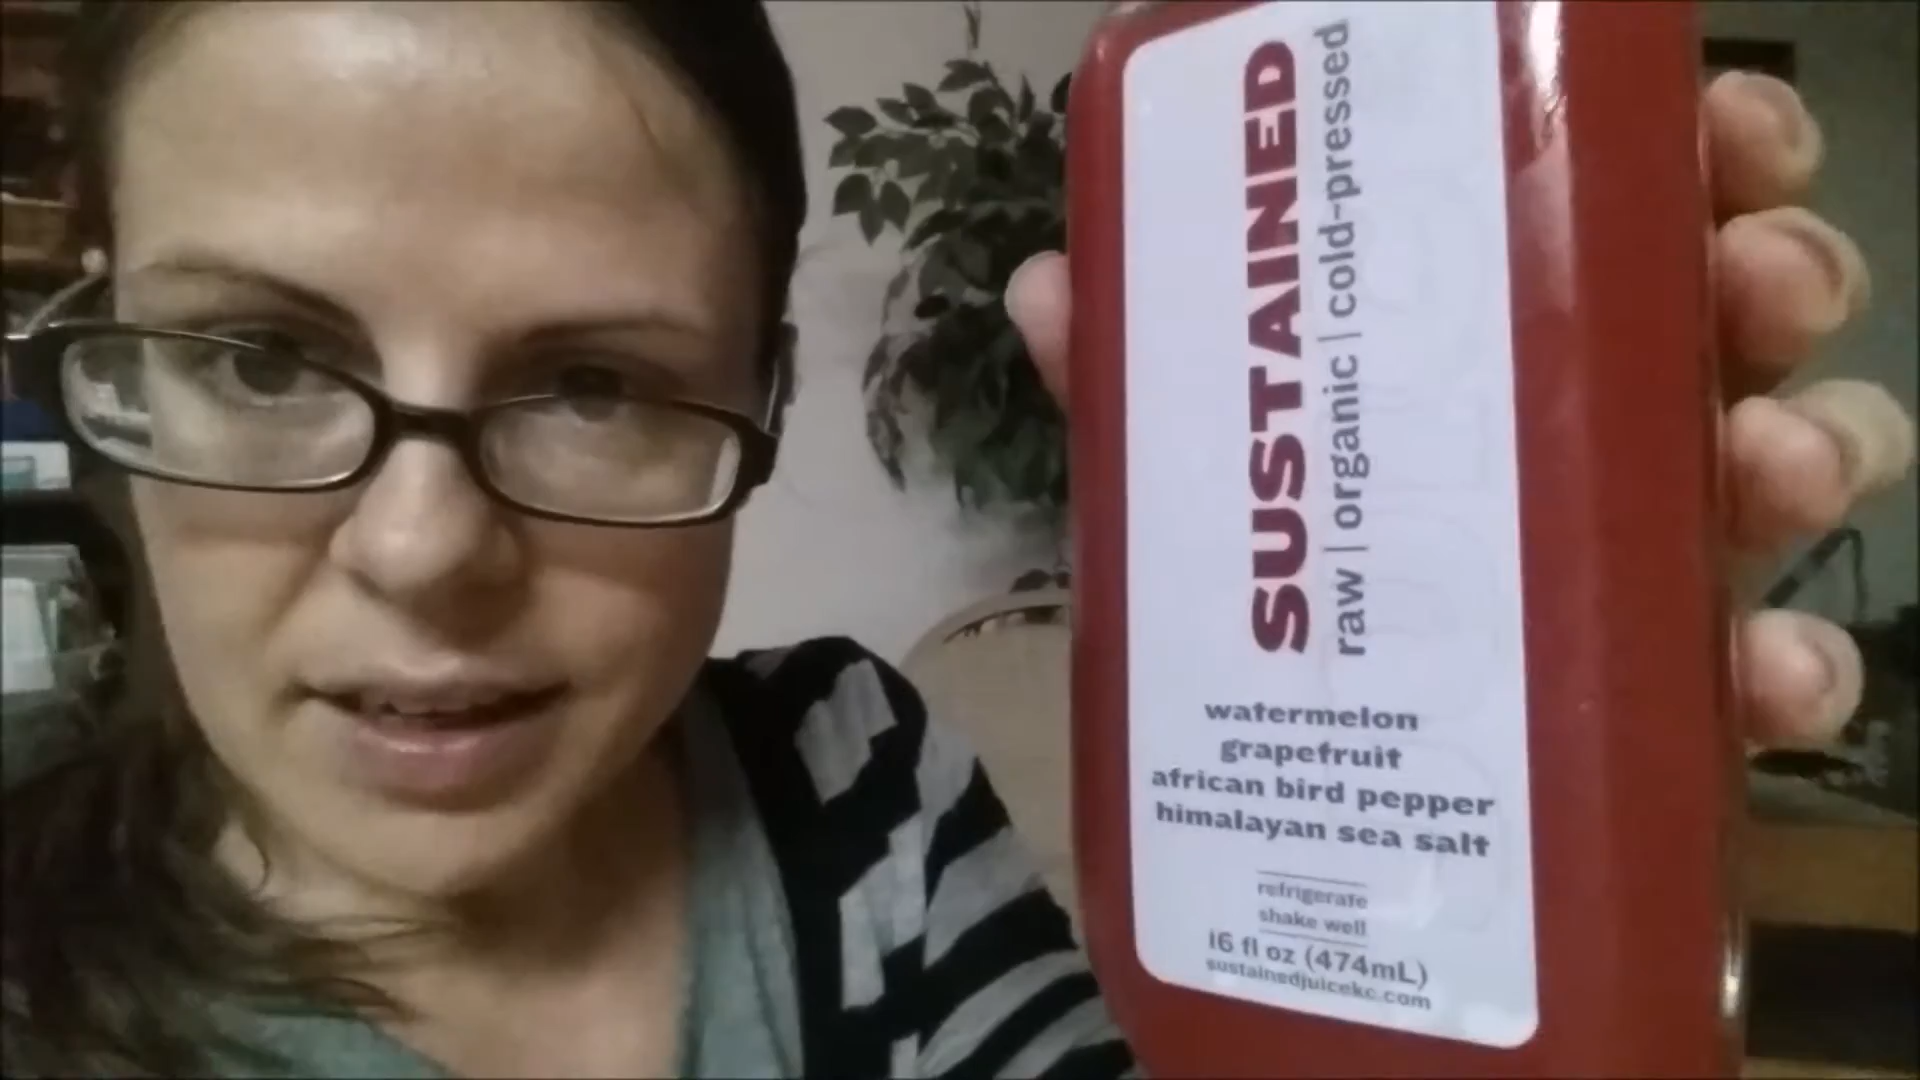 SUSTAINED
raw | organic | cold-pressed
watermelon
grapefruit
african bird pepper
himalayan sea salt
refrigerate
shake well
16 fl oz (474mL)
sustainedjuicekc.com